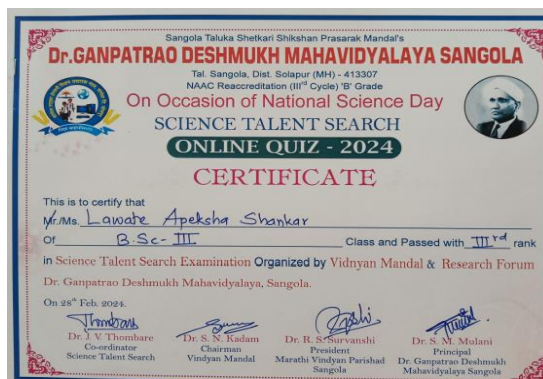 Sangola Taluka Shetkari Shikshan Prasarak Mandal's
Dr.GANPATRAO DESHMUKH MAHAVIDYALAYA SANGOLA
Tal. Sangola, Dist. Solapur (MH) - 413307
NAAC Reaccreditation (IIIrd Cycle) 'B' Grade
On Occasion of National Science Day
SCIENCE TALENT SEARCH
ONLINE QUIZ - 2024
CERTIFICATE
This is to certify that
Mr./Ms. Lawate Apeksha Shankar
Of B.Sc-III Class and Passed with IIIrd rank
in Science Talent Search Examination Organized by Vidnyan Mandal & Research Forum
Dr. Ganpatrao Deshmukh Mahavidyalaya, Sangola.
On 28th Feb. 2024.
Thombare
Dr. J. V. Thombare
Co-ordinator
Science Talent Search
Dr. S. N. Kadam
Chairman
Vindyan Mandal
Dr. R. S. Survanshi
President
Marathi Vindyan Parishad
Sangola
Dr. S. M. Mulani
Principal
Dr. Ganpatrao Deshmukh
Mahavidyalaya Sangola